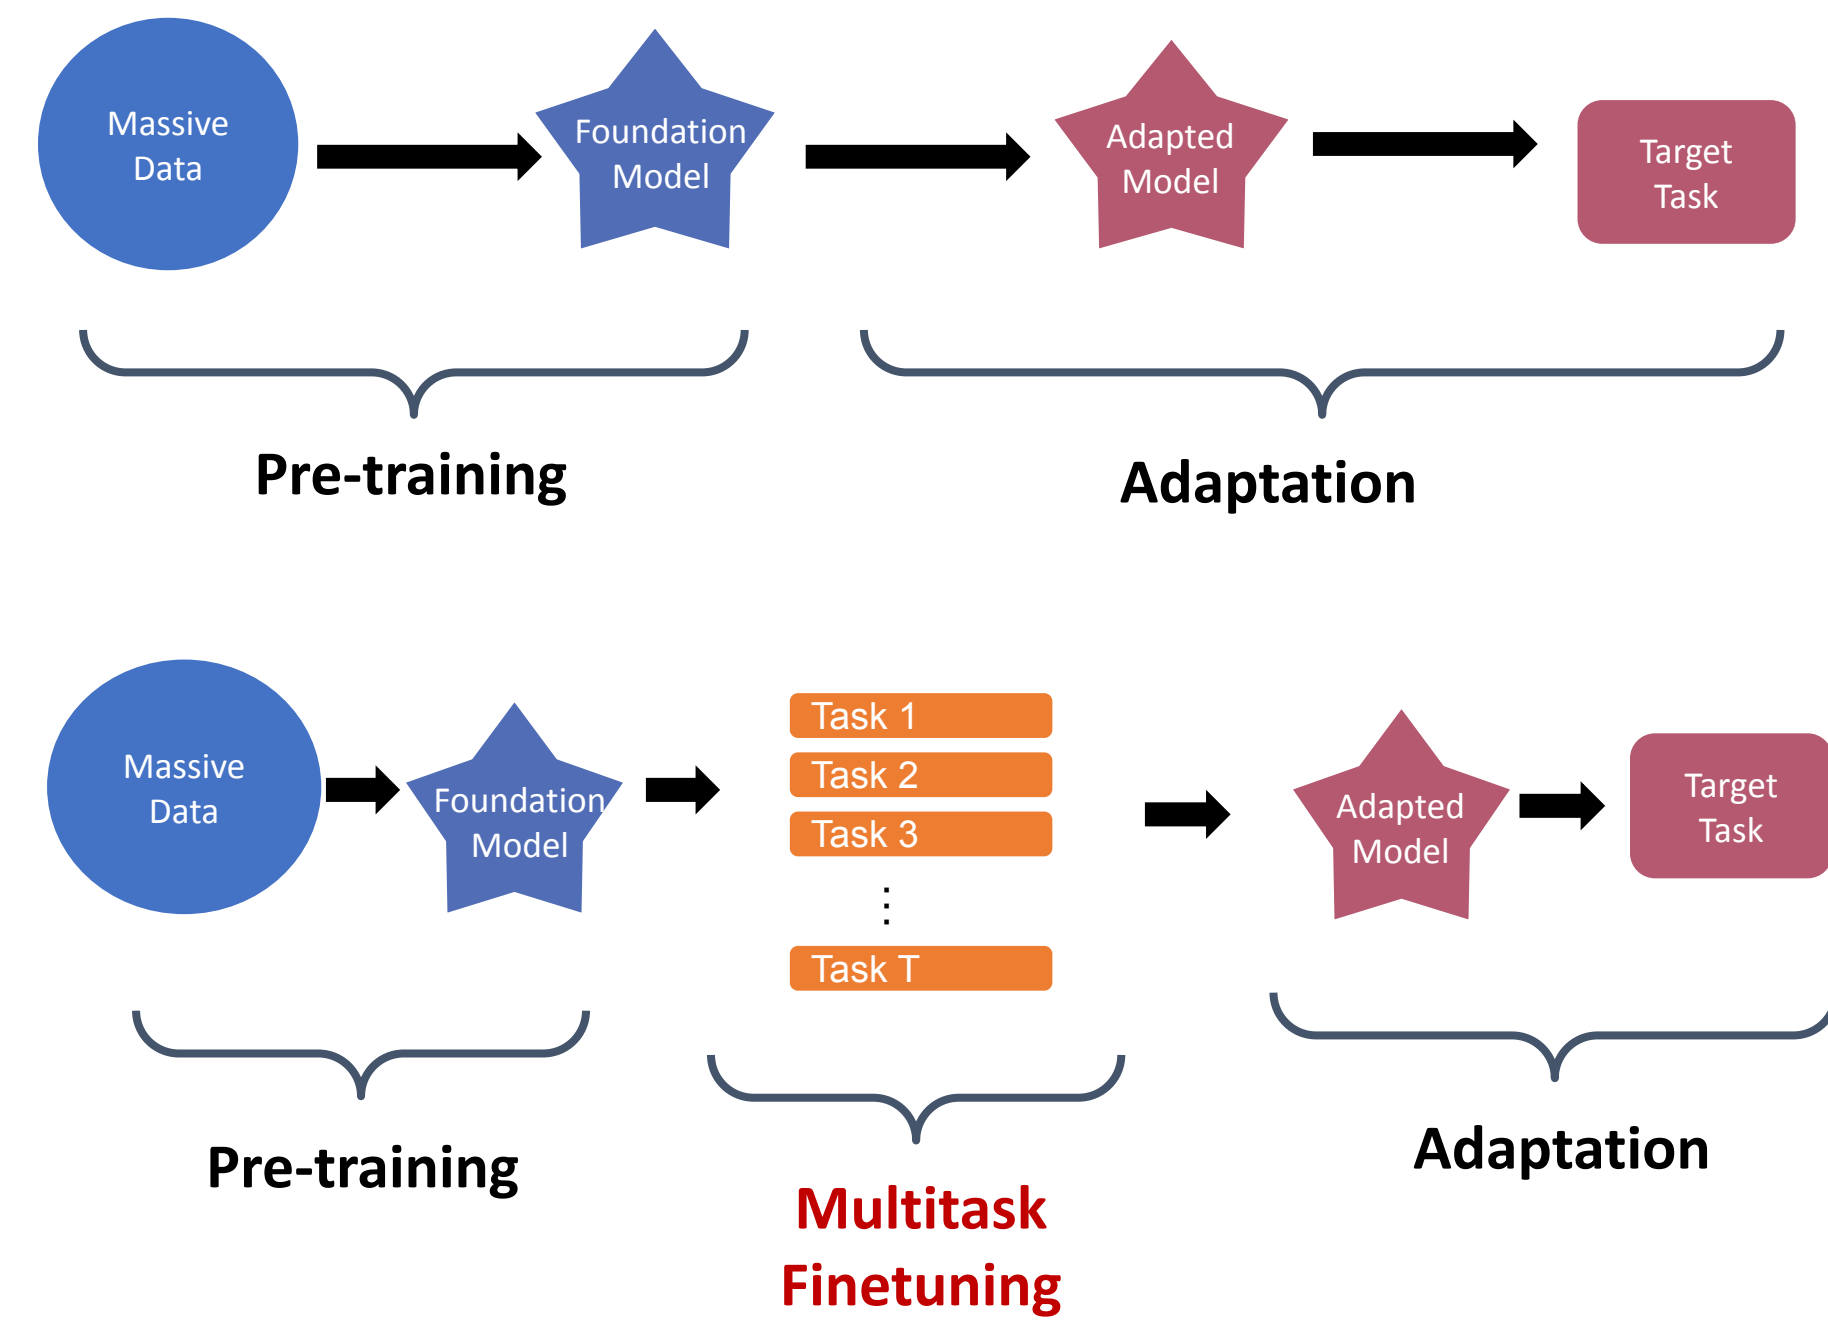 Massive
Data
Foundation
Model
Adapted
Model
Target
Task
Pre-training
Adaptation
Massive
Data
Foundation
Model
Task 1
Task 2
Task 3
⋮
Task T
Adapted
Model
Target
Task
Pre-training
Multitask
Finetuning
Adaptation